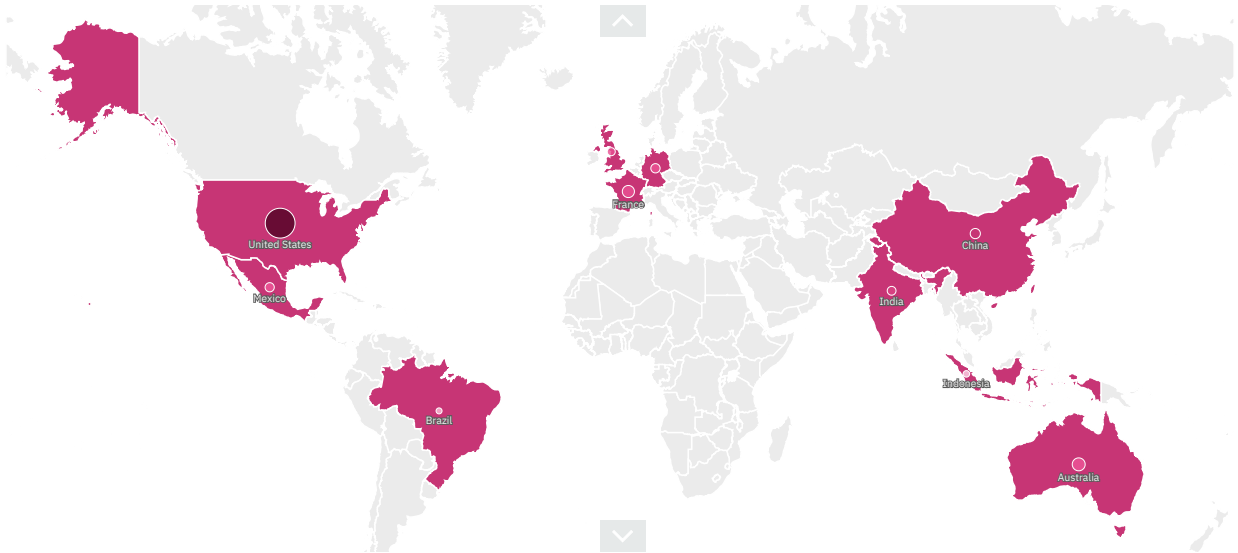 France
United States
China
Mexico
India
Indonesia
Brazil
Australia